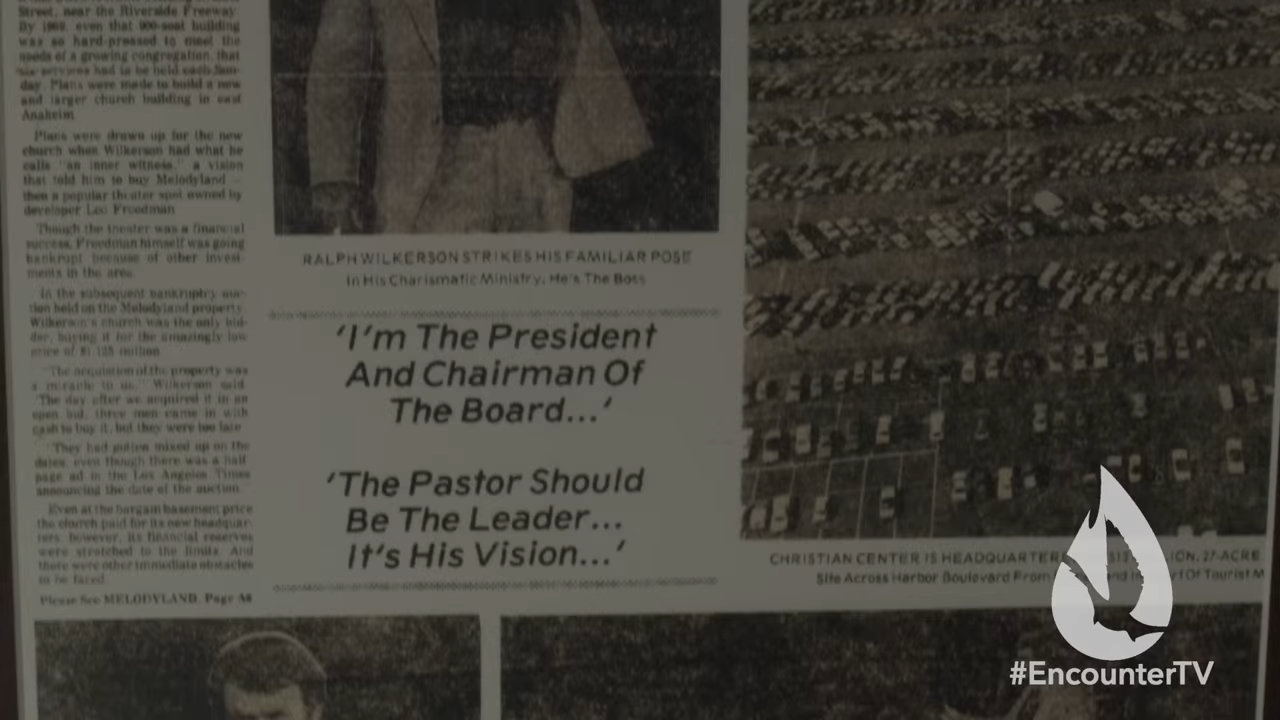 Street, near the Riverside Freeway.
By 1969, even that 900-seat building
was so hard-pressed to meet the
needs of a growing congregation, that
six services had to be held each Sun-
day. Plans were made to build a new
and larger church building in east
Anaheim
Plans were drawn up for the new
church when Wilkerson had what he
calls "an inner witness," a vision
that told him to buy Melodyland —
then a popular theater spot owned by
developer Leo Freedman
Though the theater was a financial
success, Freedman himself was going
bankrupt because of other invest-
ments in the area.
In the subsequent bankruptcy auc-
tion held on the Melodyland property,
Wilkerson's church was the only bid-
der, buying it for the amazingly low
price of million
"The acquisition of the property was
a miracle to us," Wilkerson said.
"The day after we acquired it in an
open bid, three men came in with
cash to buy it, but they were too late
"They had gotten mixed up on the
dates, even though there was a half
page ad in the Los Angeles Times
announcing the date of the auction."
Even at the bargain basement price
the church paid for its new headquar-
ters, however, its financial reserves
were stretched to the limits. And
there were other immediate obstacles
to be faced
Please See MELODYLAND, Page A8
RALPH WILKERSON STRIKES HIS FAMILIAR POSE
In His Charismatic Ministry, He's The Boss
'I'm The President
And Chairman Of
The Board...'
'The Pastor Should
Be The Leader...
It's His Vision...'
CHRISTIAN CENTER IS HEADQUARTER 27-ACRE
Site Across Harbor Boulevard From Of Tourist M
#EncounterTV